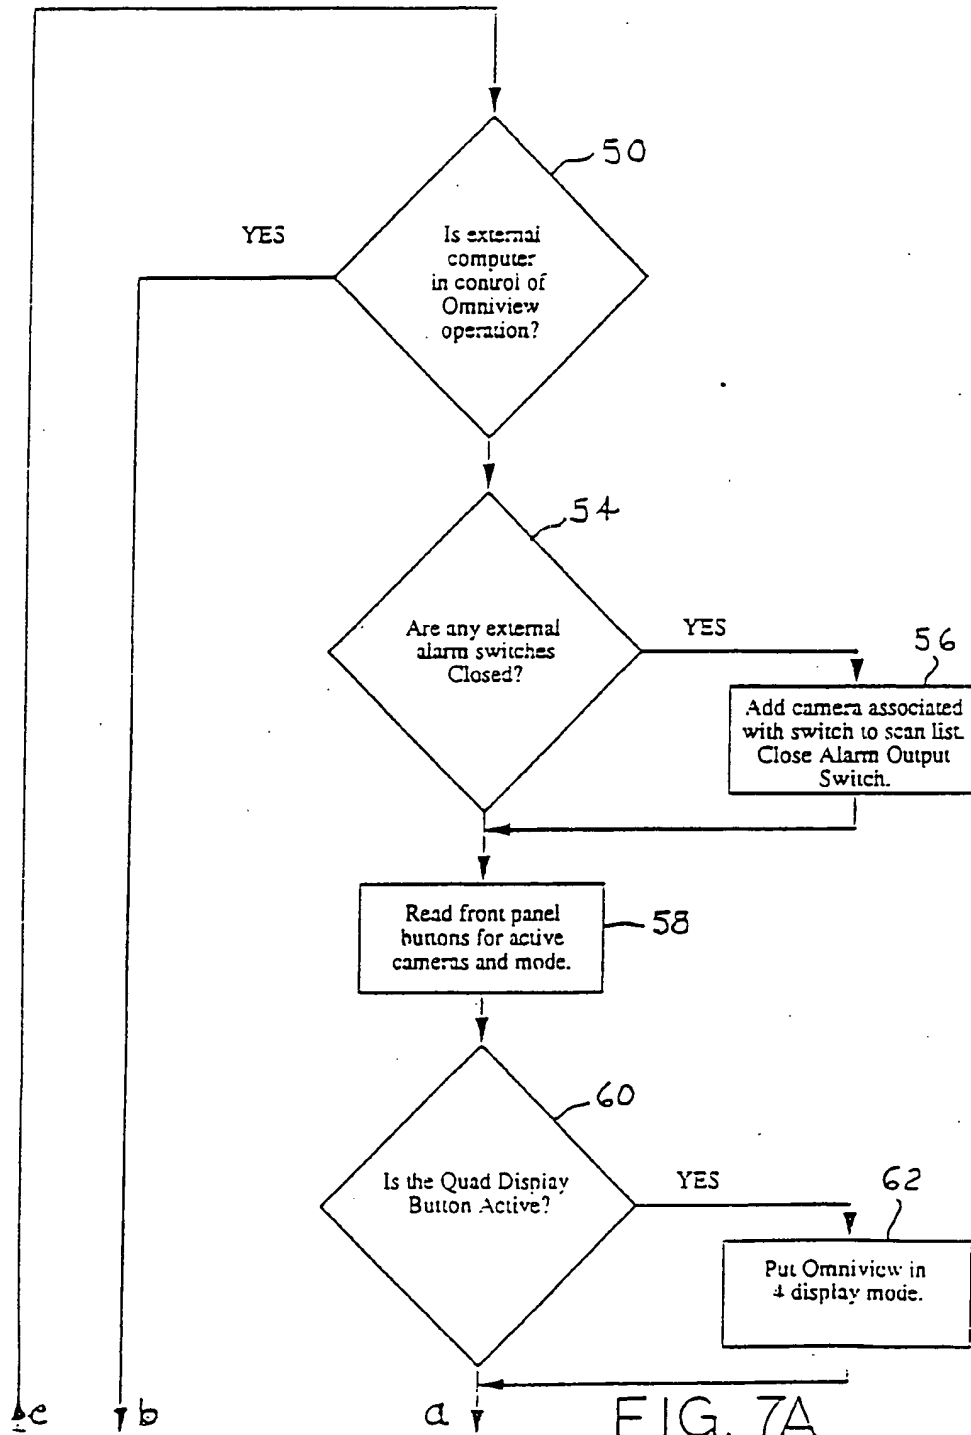 50
YES
Is external
computer
in control of
Omniview
operation?
54
Are any external
alarm switches
Closed?
YES
56
Add camera associated
with switch to scan list.
Close Alarm Output
Switch.
Read front panel
buttons for active
cameras and mode.
58
60
Is the Quad Display
Button Active?
YES
62
Put Omniview in
4 display mode.
c
b
a
FIG. 7A